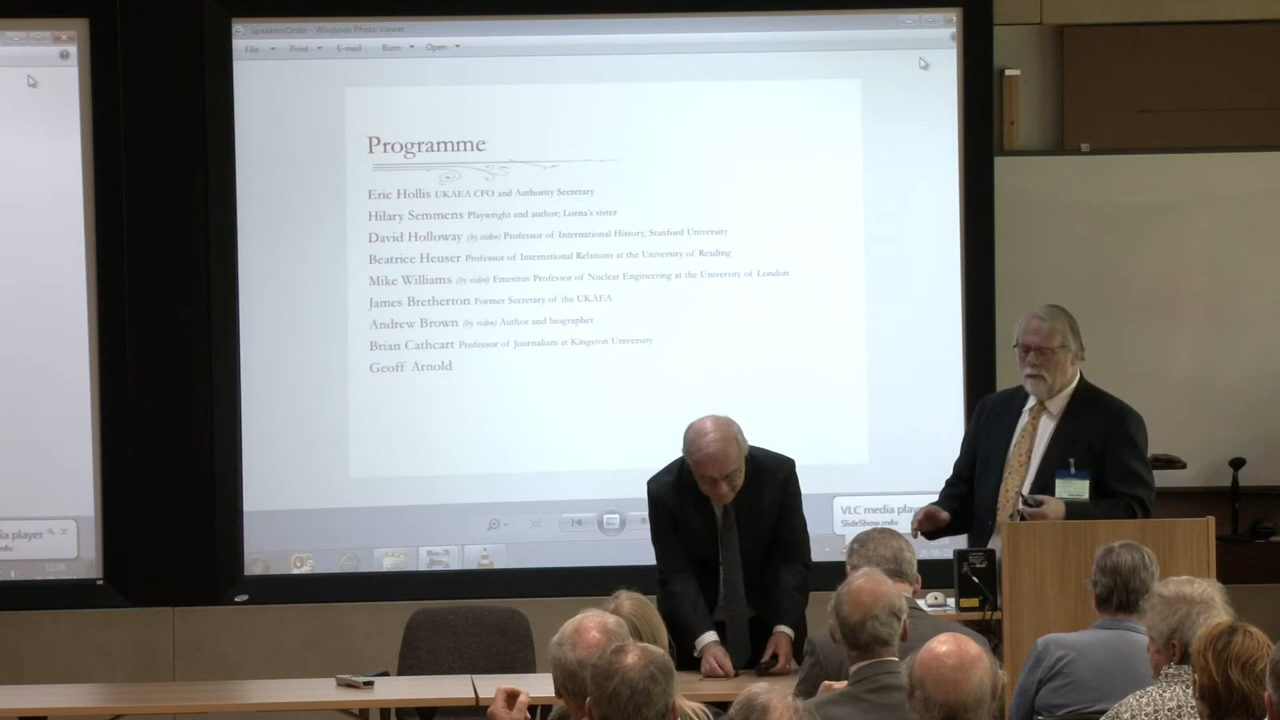 SpeakersOrder - Windows Photo Viewer
File Print E-mail Burn Open
Programme
Eric Hollis UKAEA CFO and Authority Secretary
Hilary Semmens Playwright and author; Lorna's sister
David Holloway (by video) Professor of International History, Stanford University
Beatrice Heuser Professor of International Relations at the University of Reading
Mike Williams (by video) Emeritus Professor of Nuclear Engineering at the University of London
James Bretherton Former Secretary of the UKAEA
Andrew Brown (by video) Author and biographer
Brian Cathcart Professor of Journalism at Kingston University
Geoff Arnold
VLC media play
SlideShow.m4v
a player